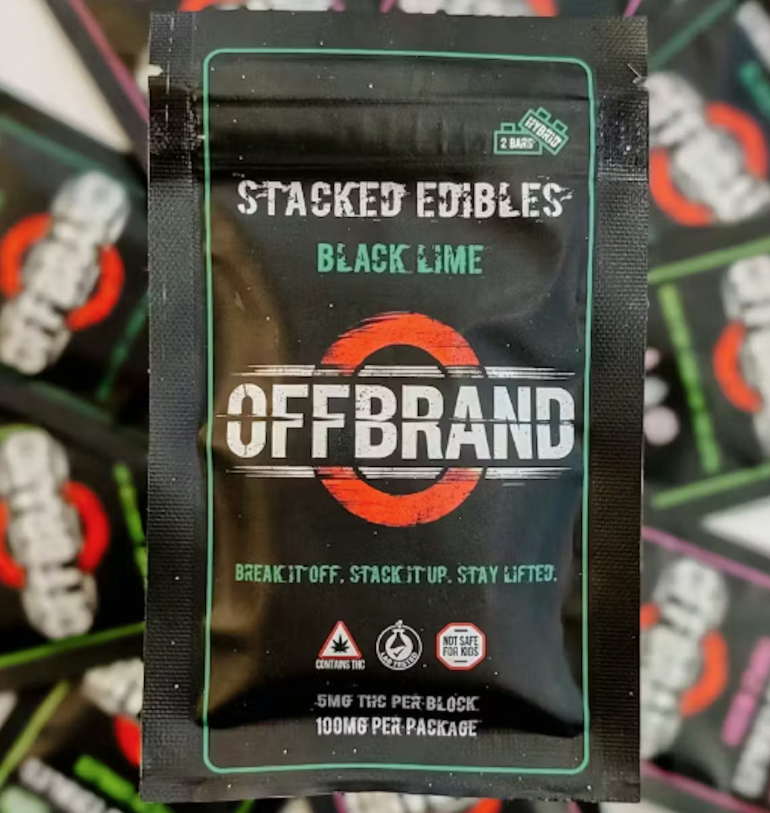 HYBRID
2 BARS
STACKED EDIBLES
BLACK LIME
OFFBRAND
BREAK IT OFF. STACK IT UP. STAY LIFTED.
CONTAINS THC
LAB TESTED
NOT SAFE
FOR KIDS
5MG THC PER BLOCK
100MG PER PACKAGE